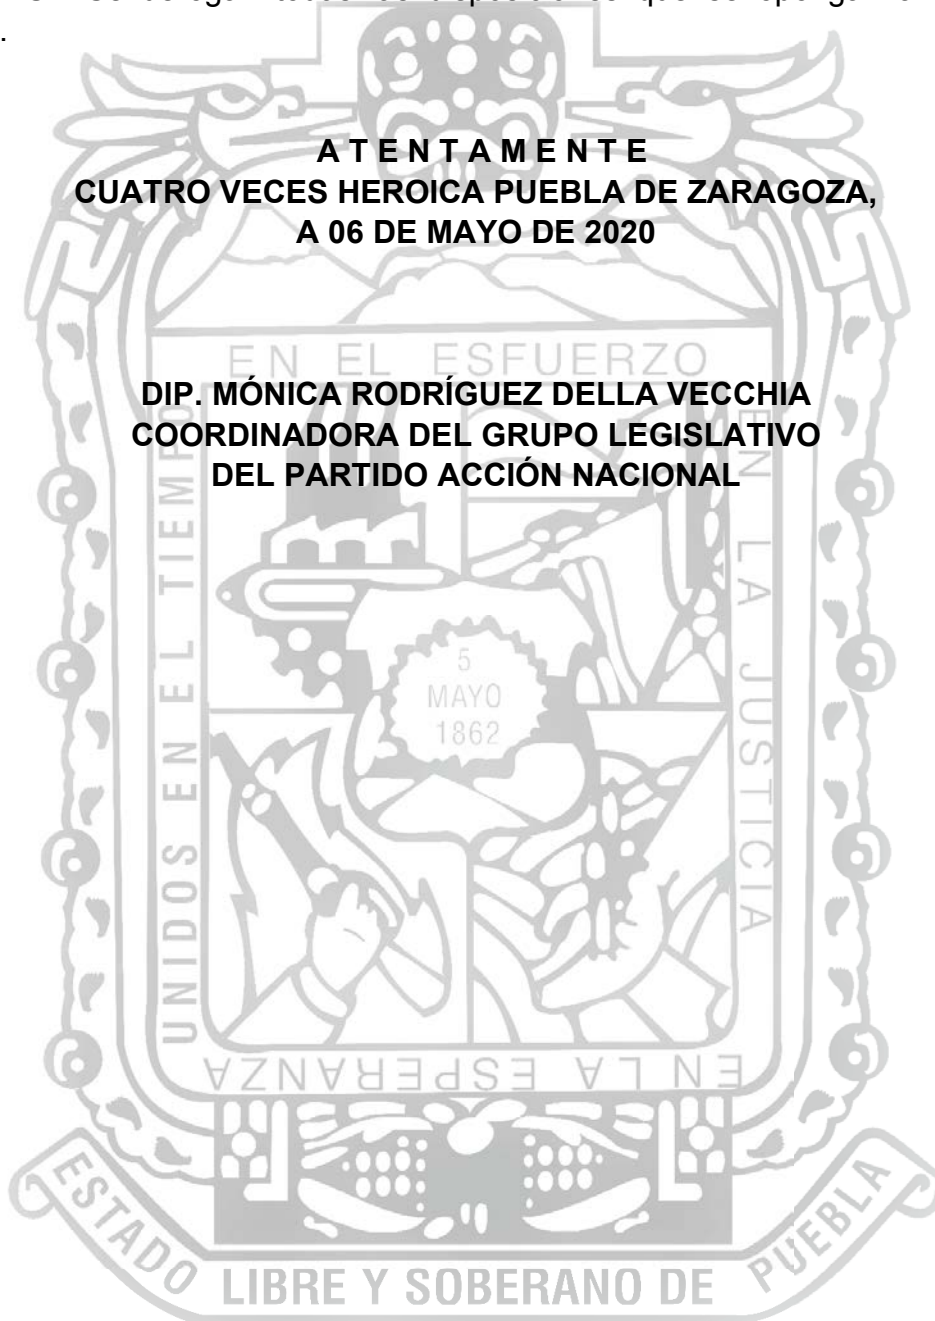 .
A T E N T A M E N T E
CUATRO VECES HEROICA PUEBLA DE ZARAGOZA,
A 06 DE MAYO DE 2020
EN EL ESFUERZO
DIP. MÓNICA RODRÍGUEZ DELLA VECCHIA
COORDINADORA DEL GRUPO LEGISLATIVO
DEL PARTIDO ACCIÓN NACIONAL
UNIDOS EN EL TIEMPO
EN LA JUSTICIA
5
MAYO
1862
EN LA ESPERANZA
ESTADO LIBRE Y SOBERANO DE PUEBLA